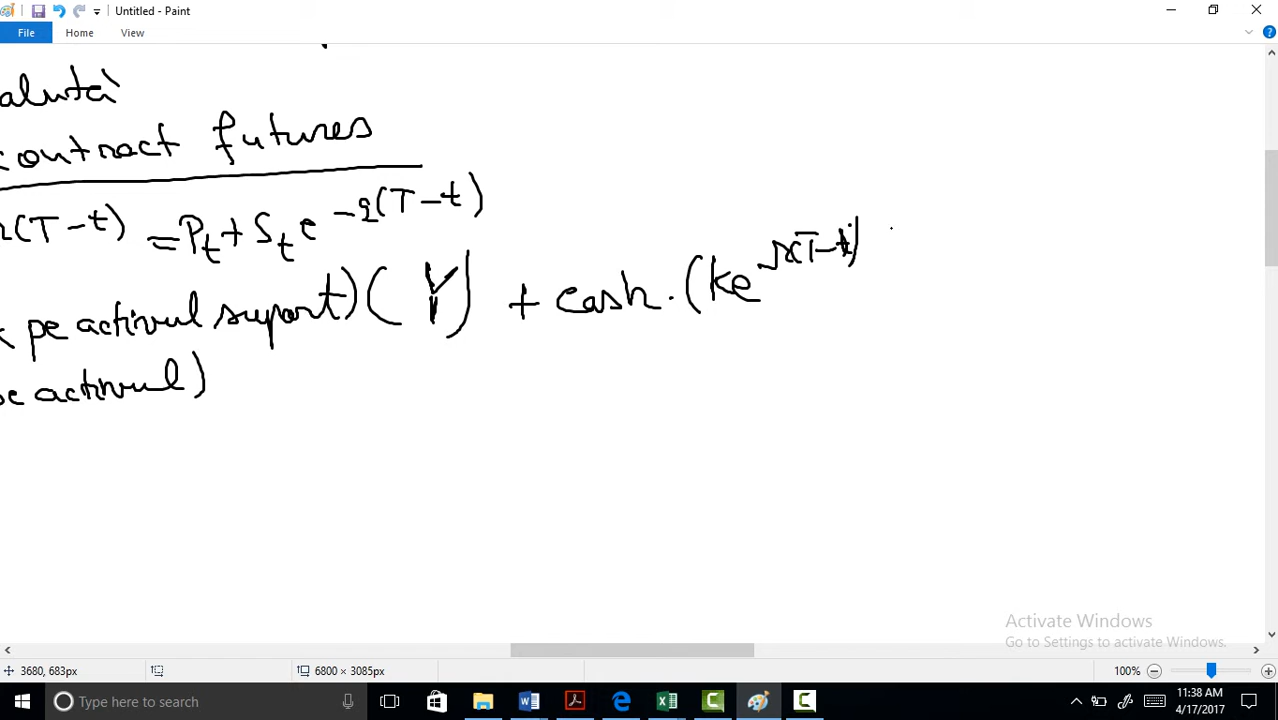 Untitled - Paint
File Home View
alută
contract futures
r(T-t) = Pt + St e -q(T-t)
k pe activul suport) ( Y ) + cash. (ke -r(T-t)
pe activul)
Activate Windows
Go to Settings to activate Windows.
3680, 683px 6800 × 3085px 100%
Type here to search
11:38 AM
4/17/2017